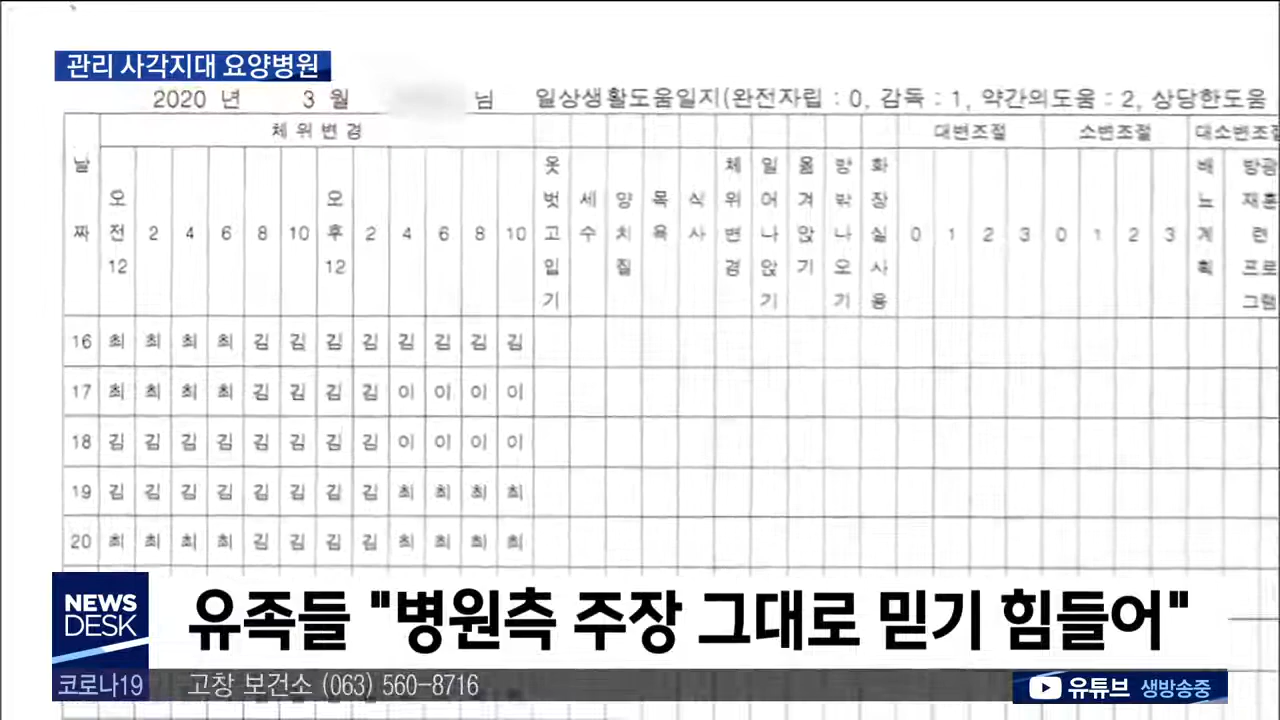 관리 사각지대 요양병원
2020 년 3 월 님 일상생활도움일지(완전자립 : 0, 감독 : 1, 약간의도움 : 2, 상당한도움
날짜 체위변경 대변조절 소변조절 대소변조절
오전12 2 4 6 8 10 오후12 2 4 6 8 10 옷벗고입기 세수 양치질 목욕 식사 체위변경 일어나앉기 옮겨앉기 방밖나오기 화장실사용 0 1 2 3 0 1 2 3 배뇨계획 방광재훈련프로그램
16 최 최 최 최 김 김 김 김 김 김 김 김
17 최 최 최 최 김 김 김 김 이 이 이 이
18 김 김 김 김 김 김 김 김 이 이 이 이
19 김 김 김 김 김 김 김 김 최 최 최 최
20 최 최 최 최 김 김 김 김 최 최 최 최
NEWS
DESK
유족들 "병원측 주장 그대로 믿기 힘들어"
코로나19 고창 보건소 (063) 560-8716
유튜브 생방송중